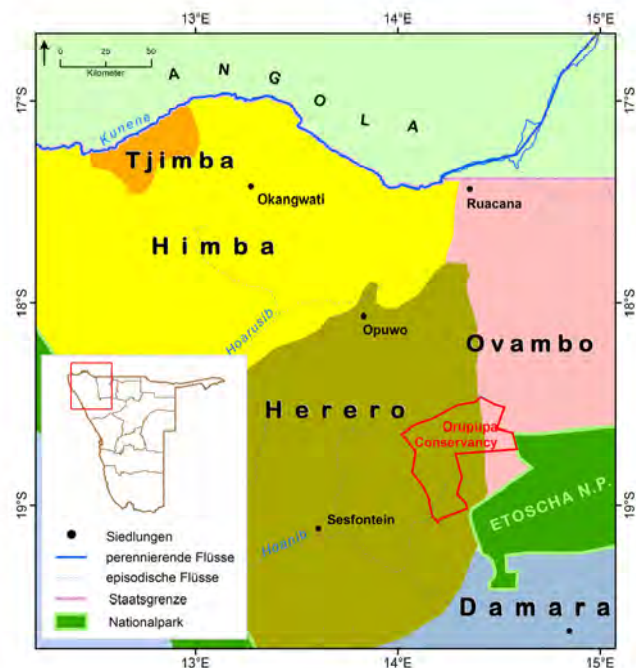 13°E
14°E
15°E
0
25
50
Kilometer
ANGOLA
17°S
17°S
Kunene
Tjimba
Okangwati
Ruacana
Himba
18°S
18°S
Hoarusib
Opuwo
Ovambo
Herero
Orupupa
Conservancy
19°S
19°S
ETOSCHA N.P.
Sesfontein
Hoanib
Damara
Siedlungen
perennierende Flüsse
episodische Flüsse
Staatsgrenze
Nationalpark
13°E
14°E
15°E